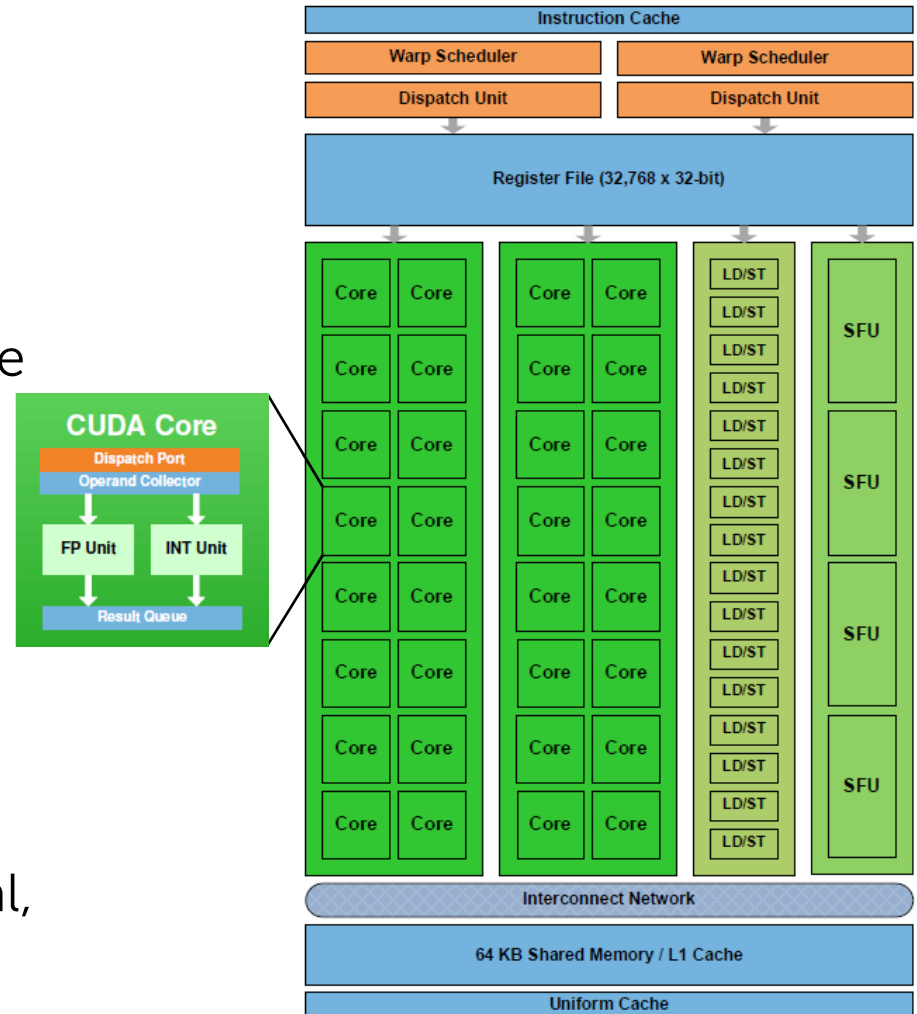 Instruction Cache
Warp Scheduler Warp Scheduler
Dispatch Unit Dispatch Unit
Register File (32,768 x 32-bit)
Core Core Core Core LD/ST
LD/ST
SFU
Core Core Core Core LD/ST
LD/ST
Core Core Core Core LD/ST
LD/ST
SFU
Core Core Core Core LD/ST
LD/ST
Core Core Core Core LD/ST
LD/ST
SFU
Core Core Core Core LD/ST
LD/ST
Core Core Core Core LD/ST
LD/ST
SFU
Core Core Core Core LD/ST
LD/ST
Interconnect Network
64 KB Shared Memory / L1 Cache
Uniform Cache
e
CUDA Core
Dispatch Port
Operand Collector
FP Unit INT Unit
Result Queue
l,